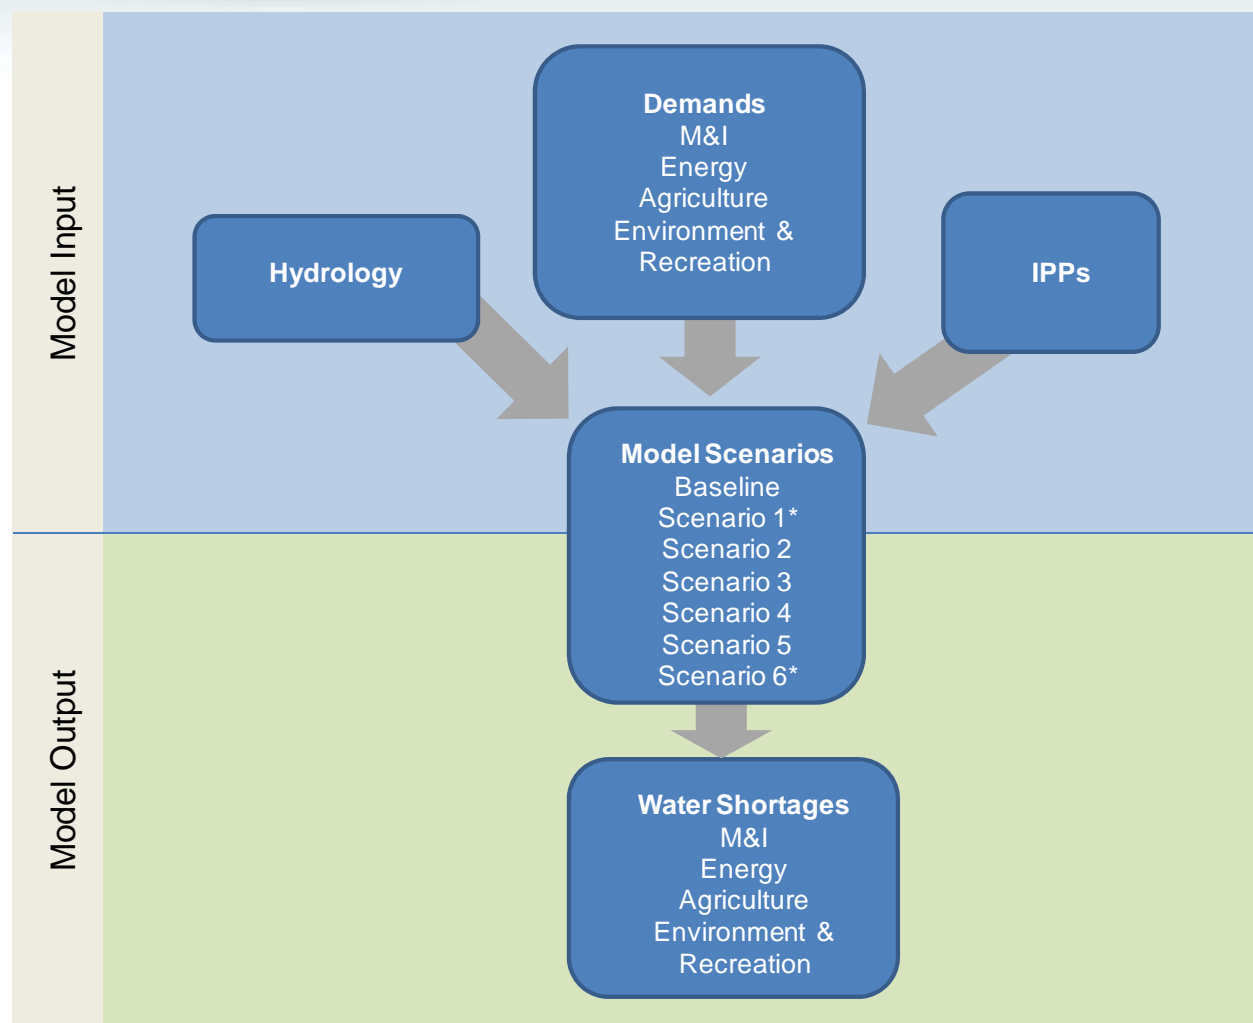 Model Input
Demands
M&I
Energy
Agriculture
Environment &
Recreation
Hydrology
IPPs
Model Scenarios
Baseline
Scenario 1*
Scenario 2
Scenario 3
Scenario 4
Scenario 5
Scenario 6*
Model Output
Water Shortages
M&I
Energy
Agriculture
Environment &
Recreation